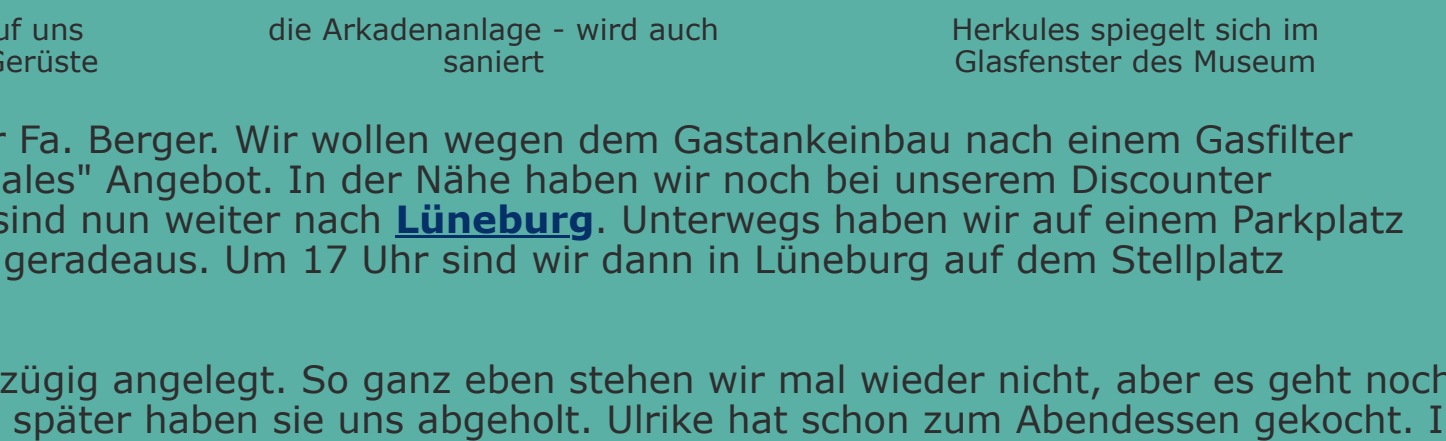 uf uns
Gerüste
die Arkadenanlage - wird auch
saniert
Herkules spiegelt sich im
Glasfenster des Museum
r Fa. Berger. Wir wollen wegen dem Gastankeinbau nach einem Gasfilter
ales" Angebot. In der Nähe haben wir noch bei unserem Discounter
sind nun weiter nach Lüneburg. Unterwegs haben wir auf einem Parkplatz
geradeaus. Um 17 Uhr sind wir dann in Lüneburg auf dem Stellplatz
zügig angelegt. So ganz eben stehen wir mal wieder nicht, aber es geht noch
später haben sie uns abgeholt. Ulrike hat schon zum Abendessen gekocht. I